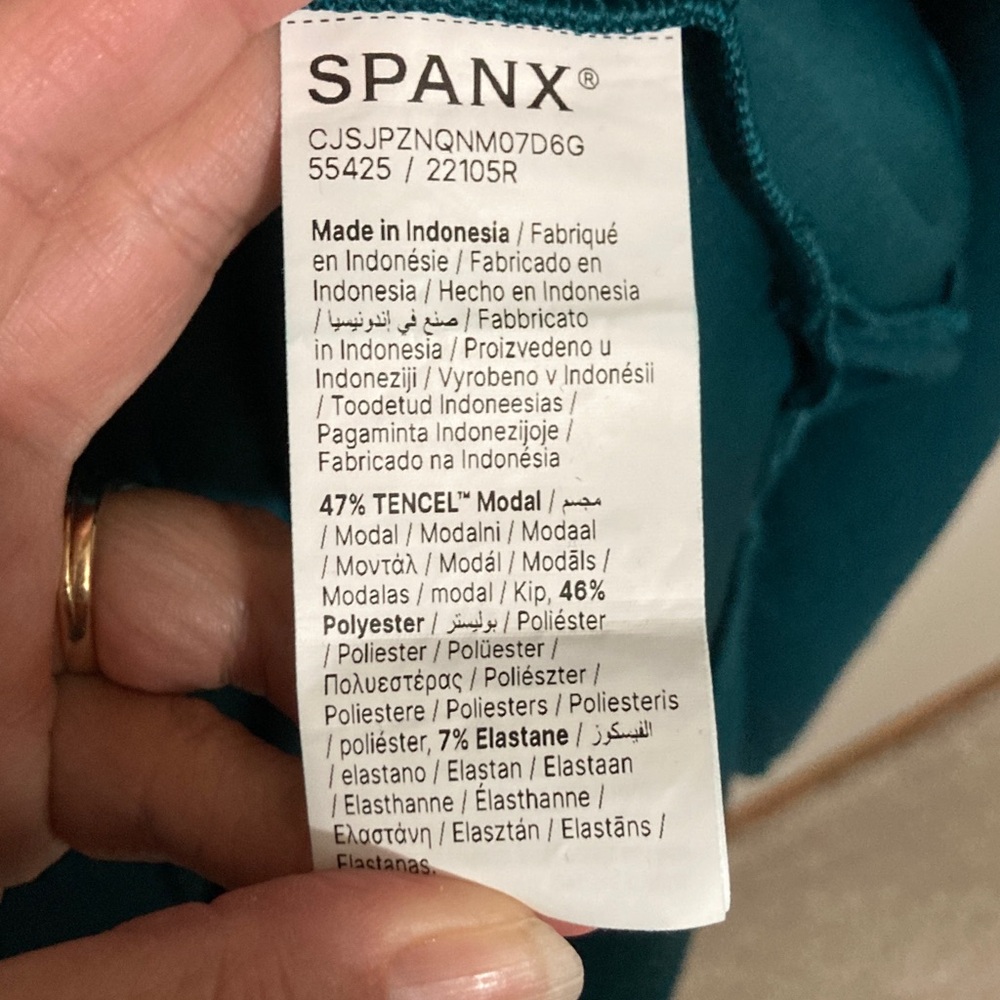 SPANX®
CJSJPZNQNM07D6G
55425 / 22105R
Made in Indonesia / Fabriqué
en Indonésie / Fabricado en
Indonesia / Hecho en Indonesia
/ صنع في إندونيسيا / Fabbricato
in Indonesia / Proizvedeno u
Indoneziji / Vyrobeno v Indonésii
/ Toodetud Indoneesias /
Pagaminta Indonezijoje /
Fabricado na Indonésia
47% TENCEL™ Modal / مجسم
/ Modal / Modalni / Modaal
/ Μοντάλ / Modál / Modāls /
Modalas / modal / Kip, 46%
Polyester / بوليستر / Poliéster
/ Poliester / Polüester /
Πολυεστέρας / Poliészter /
Poliestere / Poliesters / Poliesteris
/ poliéster, 7% Elastane / الفيسكوز
/ elastano / Elastan / Elastaan
/ Elasthanne / Élasthanne /
Ελαστάνη / Elasztán / Elastāns /
Elastanas.